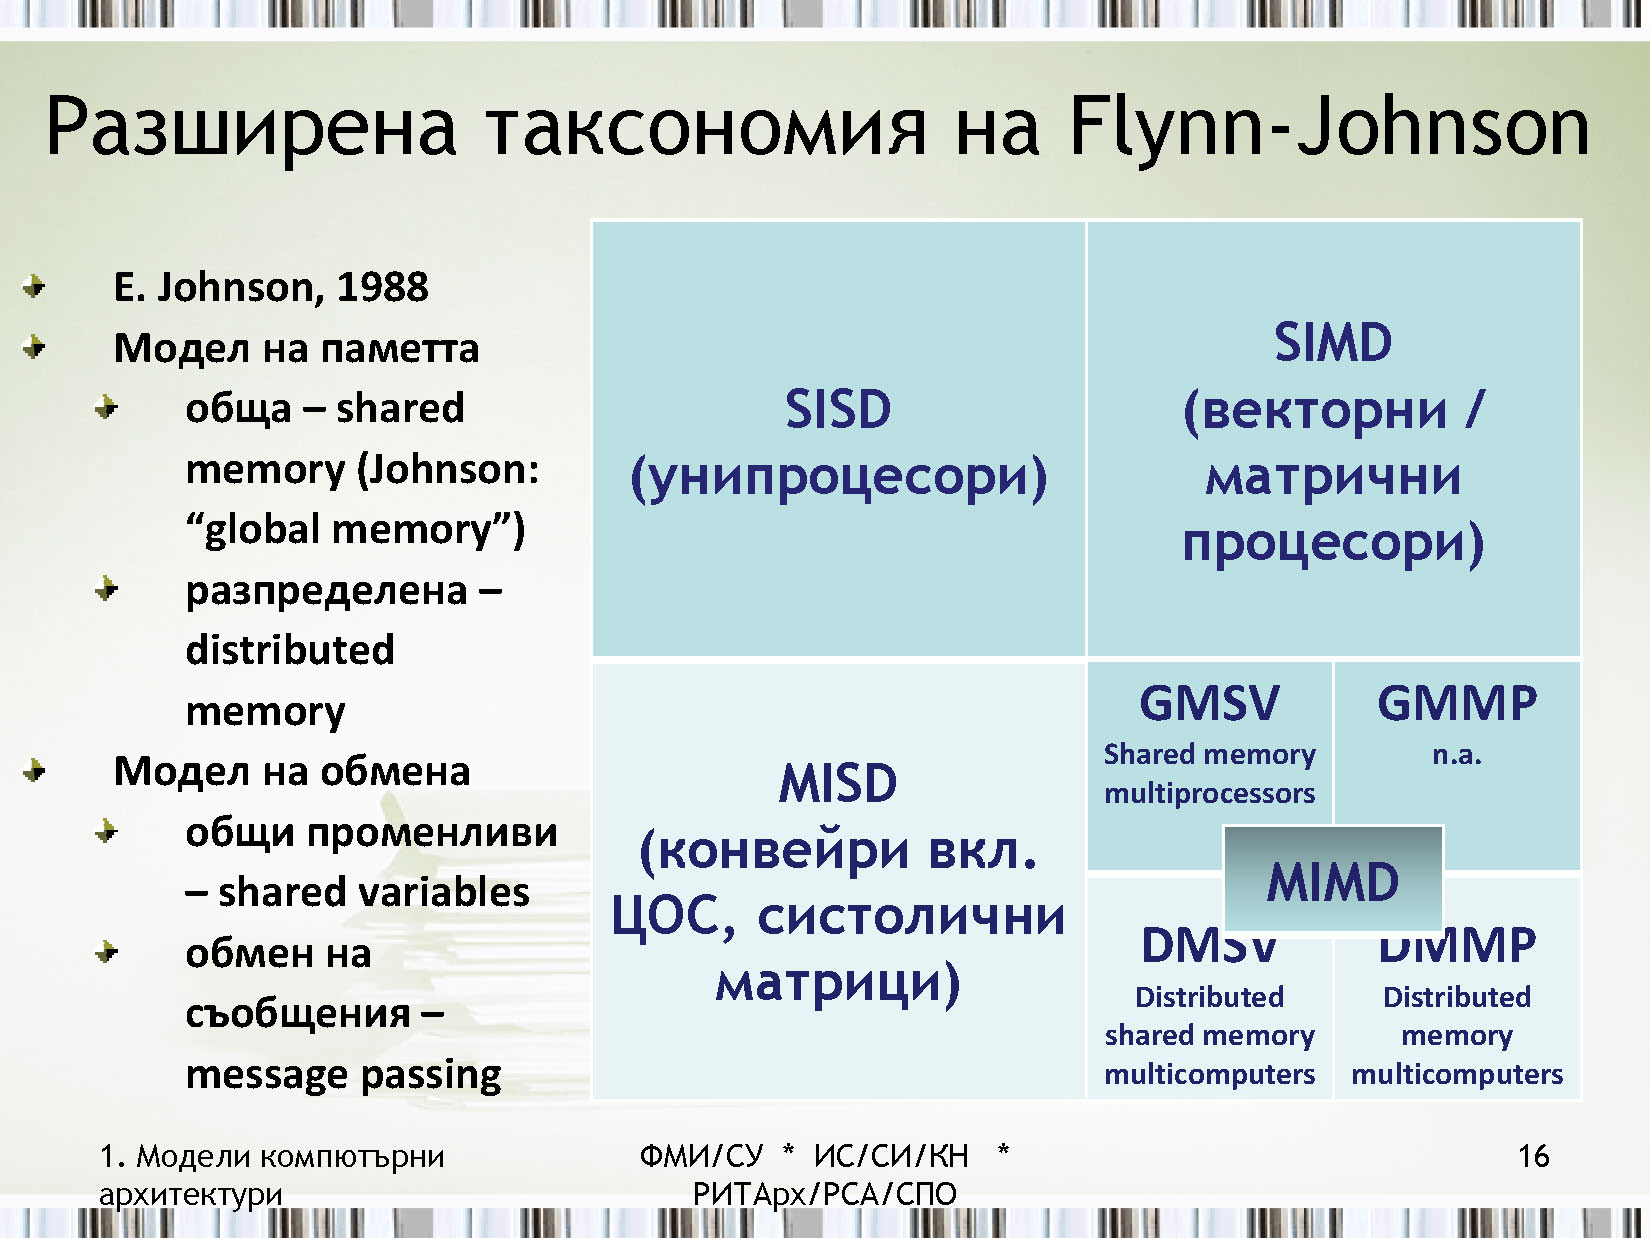 Разширена таксономия на Flynn-Johnson
E. Johnson, 1988
Модел на паметта
обща – shared
memory (Johnson:
“global memory”)
разпределена –
distributed
memory
Модел на обмена
общи променливи
– shared variables
обмен на
съобщения –
message passing
SISD
(унипроцесори)
SIMD
(векторни /
матрични
процесори)
MISD
(конвейри вкл.
ЦОС, систолични
матрици)
GMSV
Shared memory
multiprocessors
GMMP
n.a.
MIMD
DMSV
Distributed
shared memory
multicomputers
DMMP
Distributed
memory
multicomputers
1. Модели компютърни
архитектури
ФМИ/СУ * ИС/СИ/КН *
РИТАрх/РСА/СПО
16